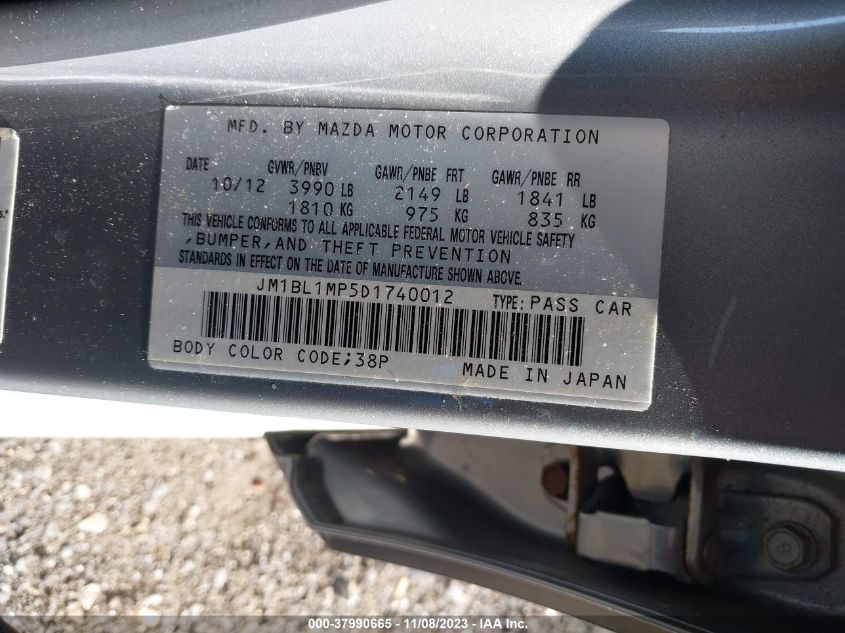 MFD. BY MAZDA MOTOR CORPORATION
DATE GVWR/PNBV GAWR/PNBE FRT GAWR/PNBE RR
10/12 3990 LB 2149 LB 1841 LB
1810 KG 975 KG 835 KG
THIS VEHICLE CONFORMS TO ALL APPLICABLE FEDERAL MOTOR VEHICLE SAFETY
,BUMPER,AND THEFT PREVENTION
STANDARDS IN EFFECT ON THE DATE OF MANUFACTURE SHOWN ABOVE.
JM1BL1MP5D1740012 TYPE: PASS CAR
BODY COLOR CODE;38P MADE IN JAPAN
000-37990665 - 11/08/2023 - IAA Inc.